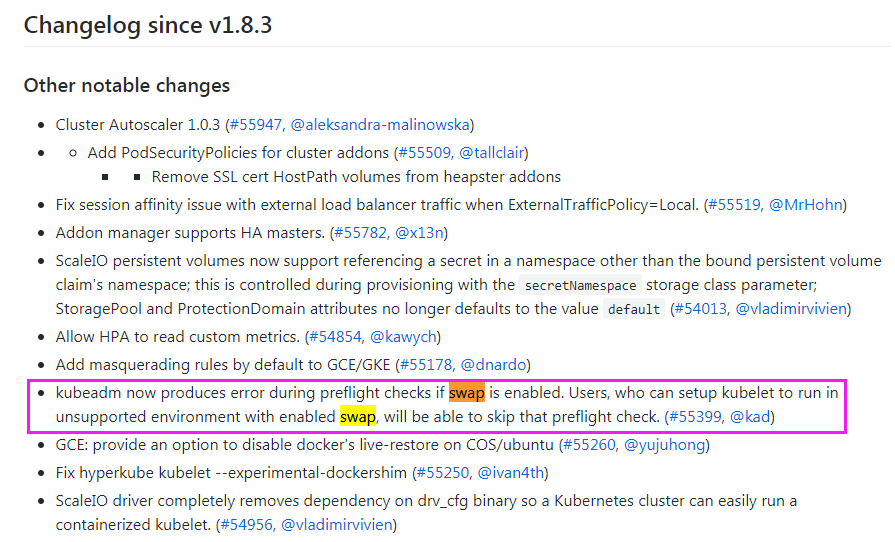 Changelog since v1.8.3
Other notable changes
Cluster Autoscaler 1.0.3 (#55947, @aleksandra-malinowska)
Add PodSecurityPolicies for cluster addons (#55509, @tallclair)
Remove SSL cert HostPath volumes from heapster addons
Fix session affinity issue with external load balancer traffic when ExternalTrafficPolicy=Local. (#55519, @MrHohn)
Addon manager supports HA masters. (#55782, @x13n)
ScaleIO persistent volumes now support referencing a secret in a namespace other than the bound persistent volume
claim's namespace; this is controlled during provisioning with the secretNamespace storage class parameter;
StoragePool and ProtectionDomain attributes no longer defaults to the value default (#54013, @vladimirvivien)
Allow HPA to read custom metrics. (#54854, @kawych)
Add masquerading rules by default to GCE/GKE (#55178, @dnardo)
kubeadm now produces error during preflight checks if swap is enabled. Users, who can setup kubelet to run in
unsupported environment with enabled swap, will be able to skip that preflight check. (#55399, @kad)
GCE: provide an option to disable docker's live-restore on COS/ubuntu (#55260, @yujuhong)
Fix hyperkube kubelet --experimental-dockershim (#55250, @ivan4th)
ScaleIO driver completely removes dependency on drv_cfg binary so a Kubernetes cluster can easily run a
containerized kubelet. (#54956, @vladimirvivien)